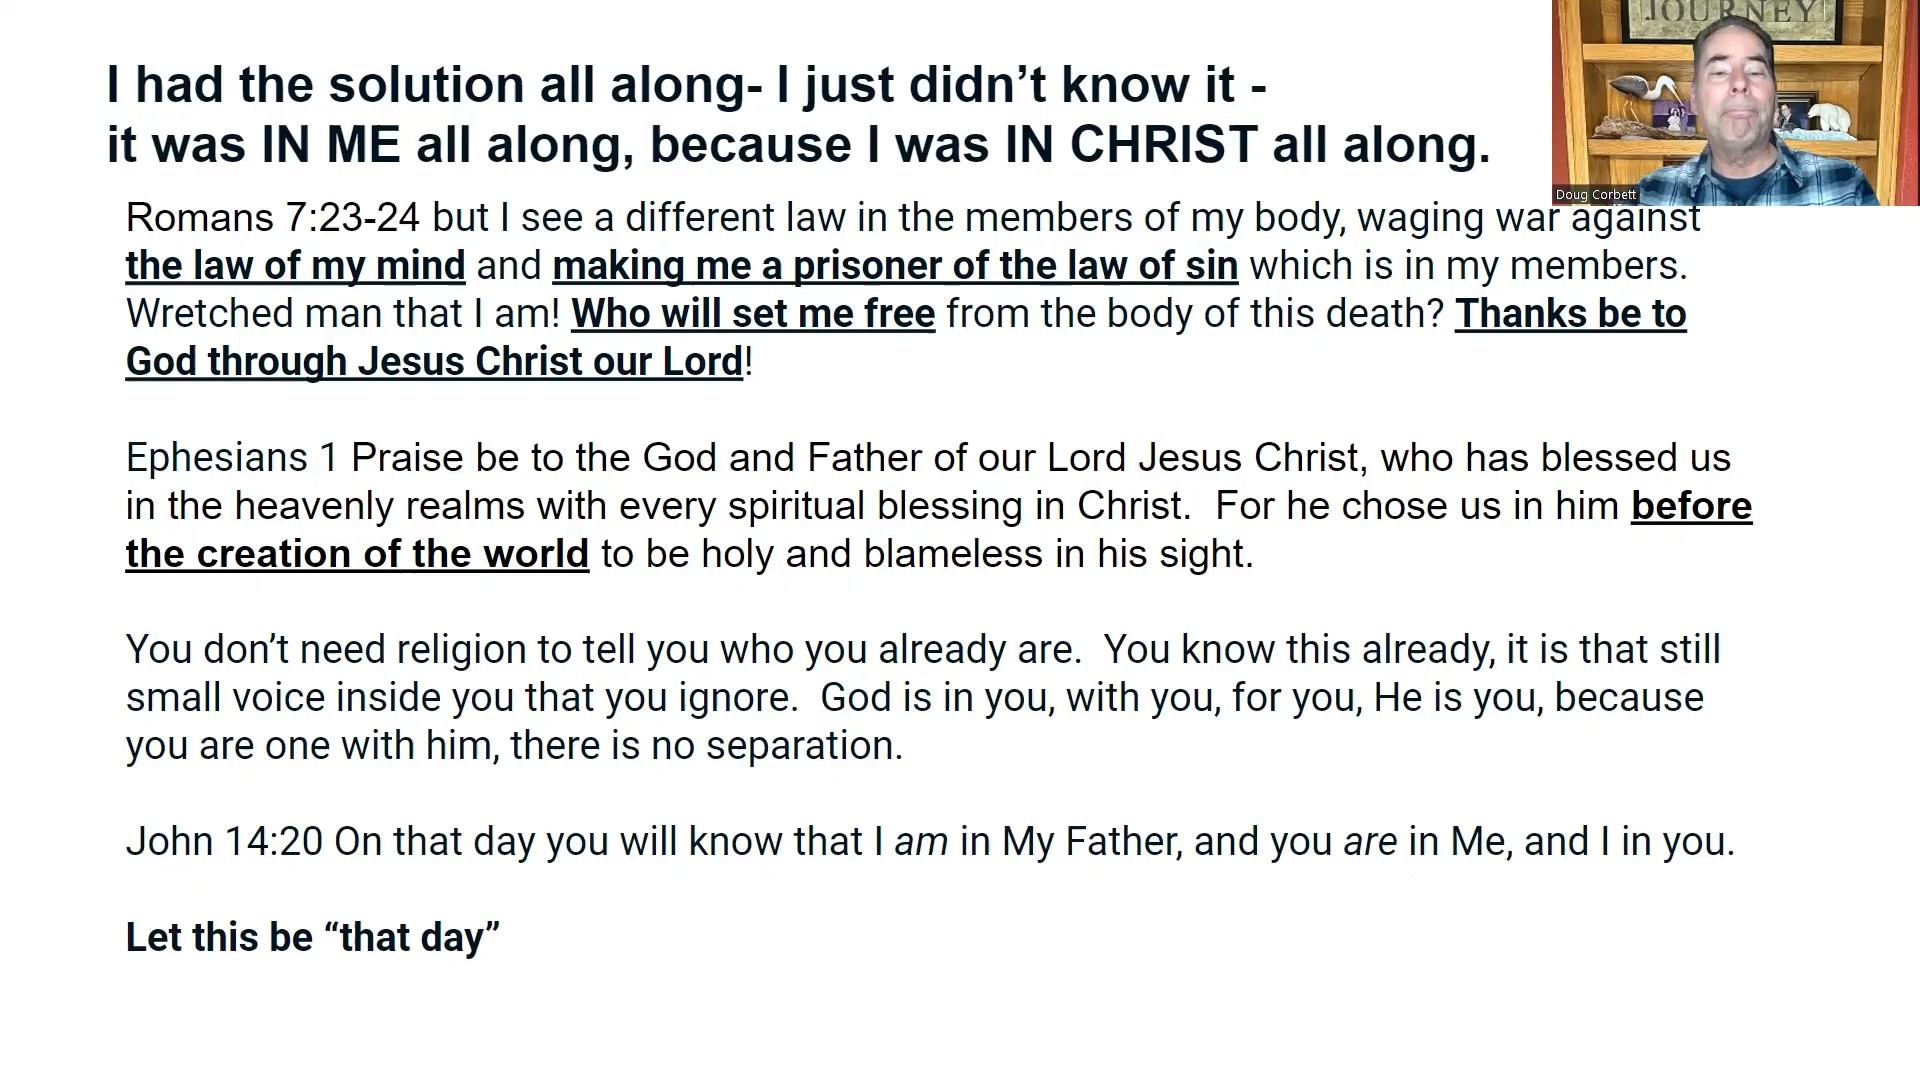 JOURNEY
I had the solution all along- I just didn’t know it -
it was IN ME all along, because I was IN CHRIST all along.
Doug Corbett
Romans 7:23-24 but I see a different law in the members of my body, waging war against
the law of my mind and making me a prisoner of the law of sin which is in my members.
Wretched man that I am! Who will set me free from the body of this death? Thanks be to
God through Jesus Christ our Lord!
Ephesians 1 Praise be to the God and Father of our Lord Jesus Christ, who has blessed us
in the heavenly realms with every spiritual blessing in Christ.  For he chose us in him before
the creation of the world to be holy and blameless in his sight.
You don’t need religion to tell you who you already are.  You know this already, it is that still
small voice inside you that you ignore.  God is in you, with you, for you, He is you, because
you are one with him, there is no separation.
John 14:20 On that day you will know that I am in My Father, and you are in Me, and I in you.
Let this be “that day”